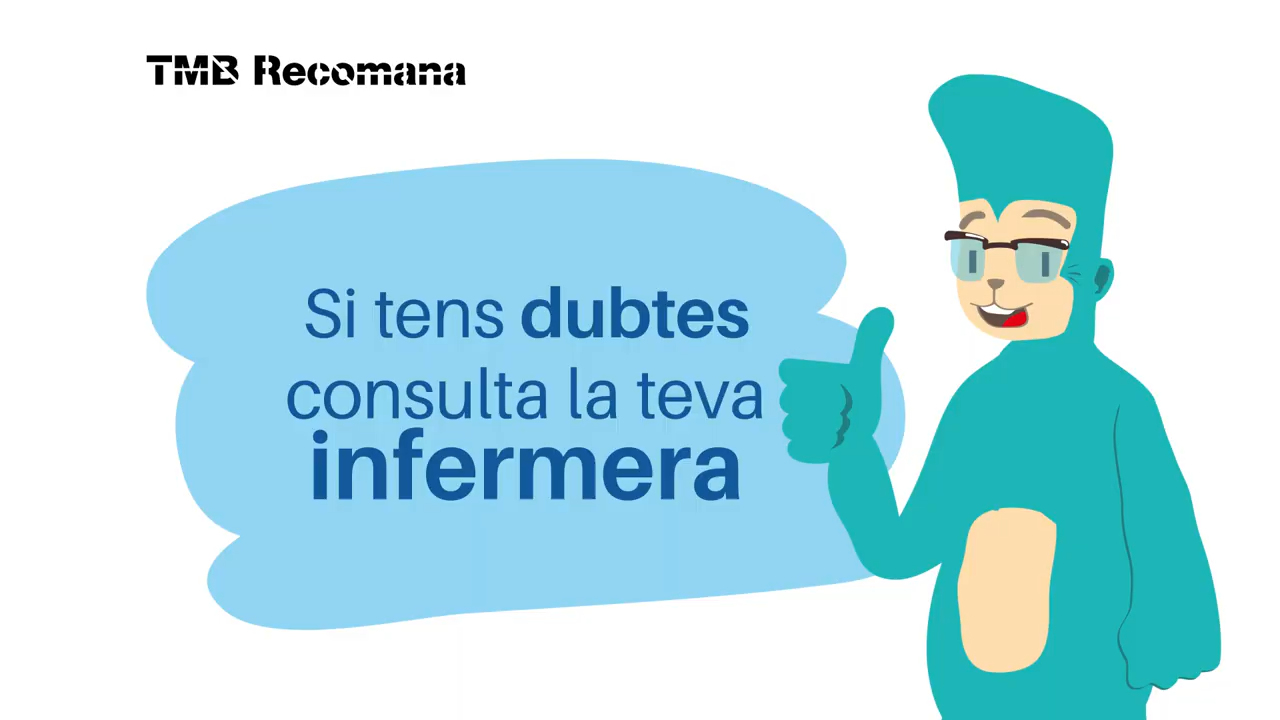 TMB Recomana
Si tens dubtes
consulta la teva
infermera